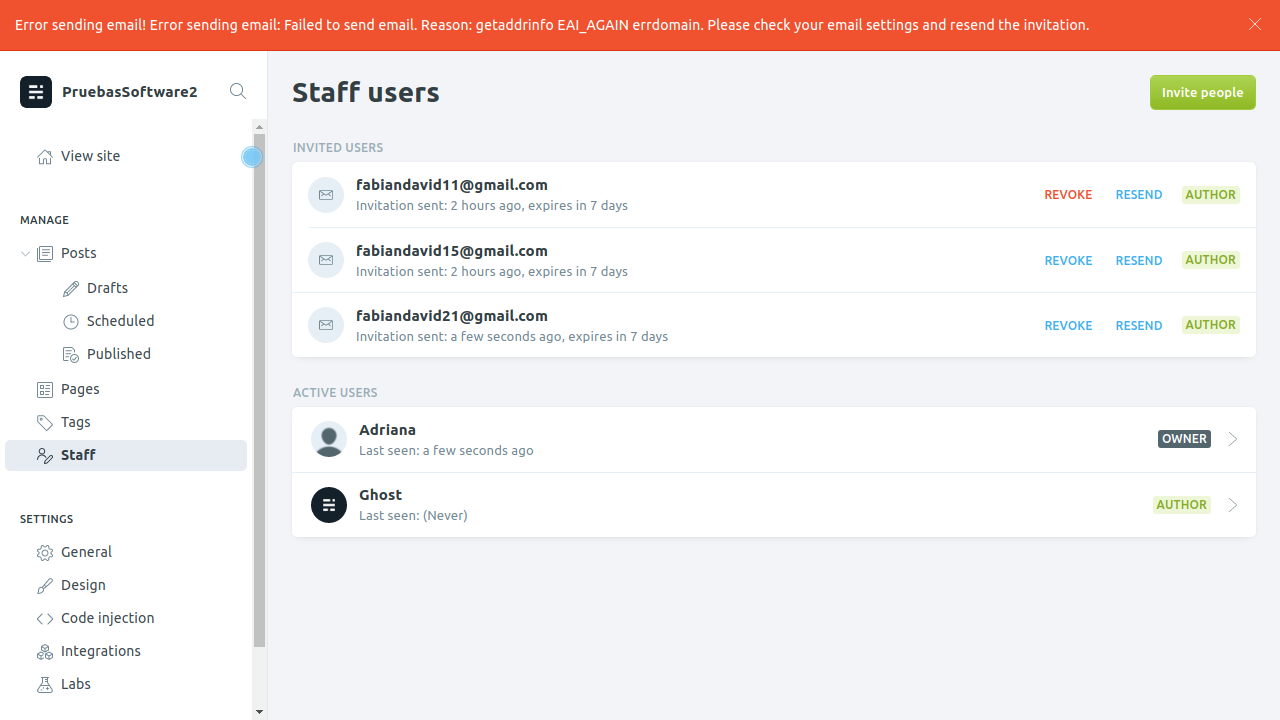 Error sending email! Error sending email: Failed to send email. Reason: getaddrinfo EAI_AGAIN errdomain. Please check your email settings and resend the invitation.
PruebasSoftware2
View site
MANAGE
Posts
Drafts
Scheduled
Published
Pages
Tags
Staff
SETTINGS
General
Design
Code injection
Integrations
Labs
Staff users
Invite people
INVITED USERS
fabiandavid11@gmail.com
Invitation sent: 2 hours ago, expires in 7 days
REVOKE RESEND AUTHOR
fabiandavid15@gmail.com
Invitation sent: 2 hours ago, expires in 7 days
REVOKE RESEND AUTHOR
fabiandavid21@gmail.com
Invitation sent: a few seconds ago, expires in 7 days
REVOKE RESEND AUTHOR
ACTIVE USERS
Adriana
Last seen: a few seconds ago
OWNER
Ghost
Last seen: (Never)
AUTHOR